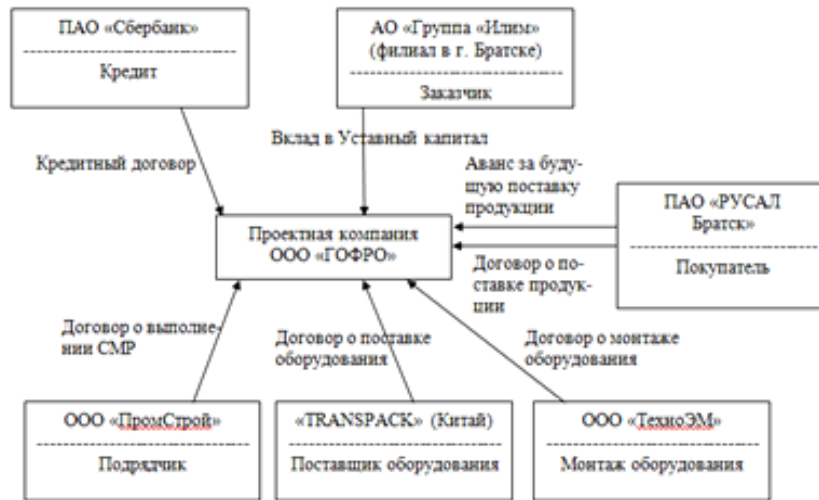 ПАО «Сбербанк»
Кредит
АО «Группа «Илим»
(филиал в г. Братске)
Заказчик
Вклад в Уставный капитал
Кредитный договор
Аванс за буду-
щую поставку
продукции
ПАО «РУСАЛ
Братск»
Покупатель
Проектная компания
ООО «ГОФРО»
Договор о по-
ставке продук-
ции
Договор о выполне-
нии СМР
Договор о поставке
оборудования
Договор о монтаже
оборудования
ООО «ПромСтрой»
Подрядчик
«TRANSPACK» (Китай)
Поставщик оборудования
ООО «ТехноЭМ»
Монтаж оборудования